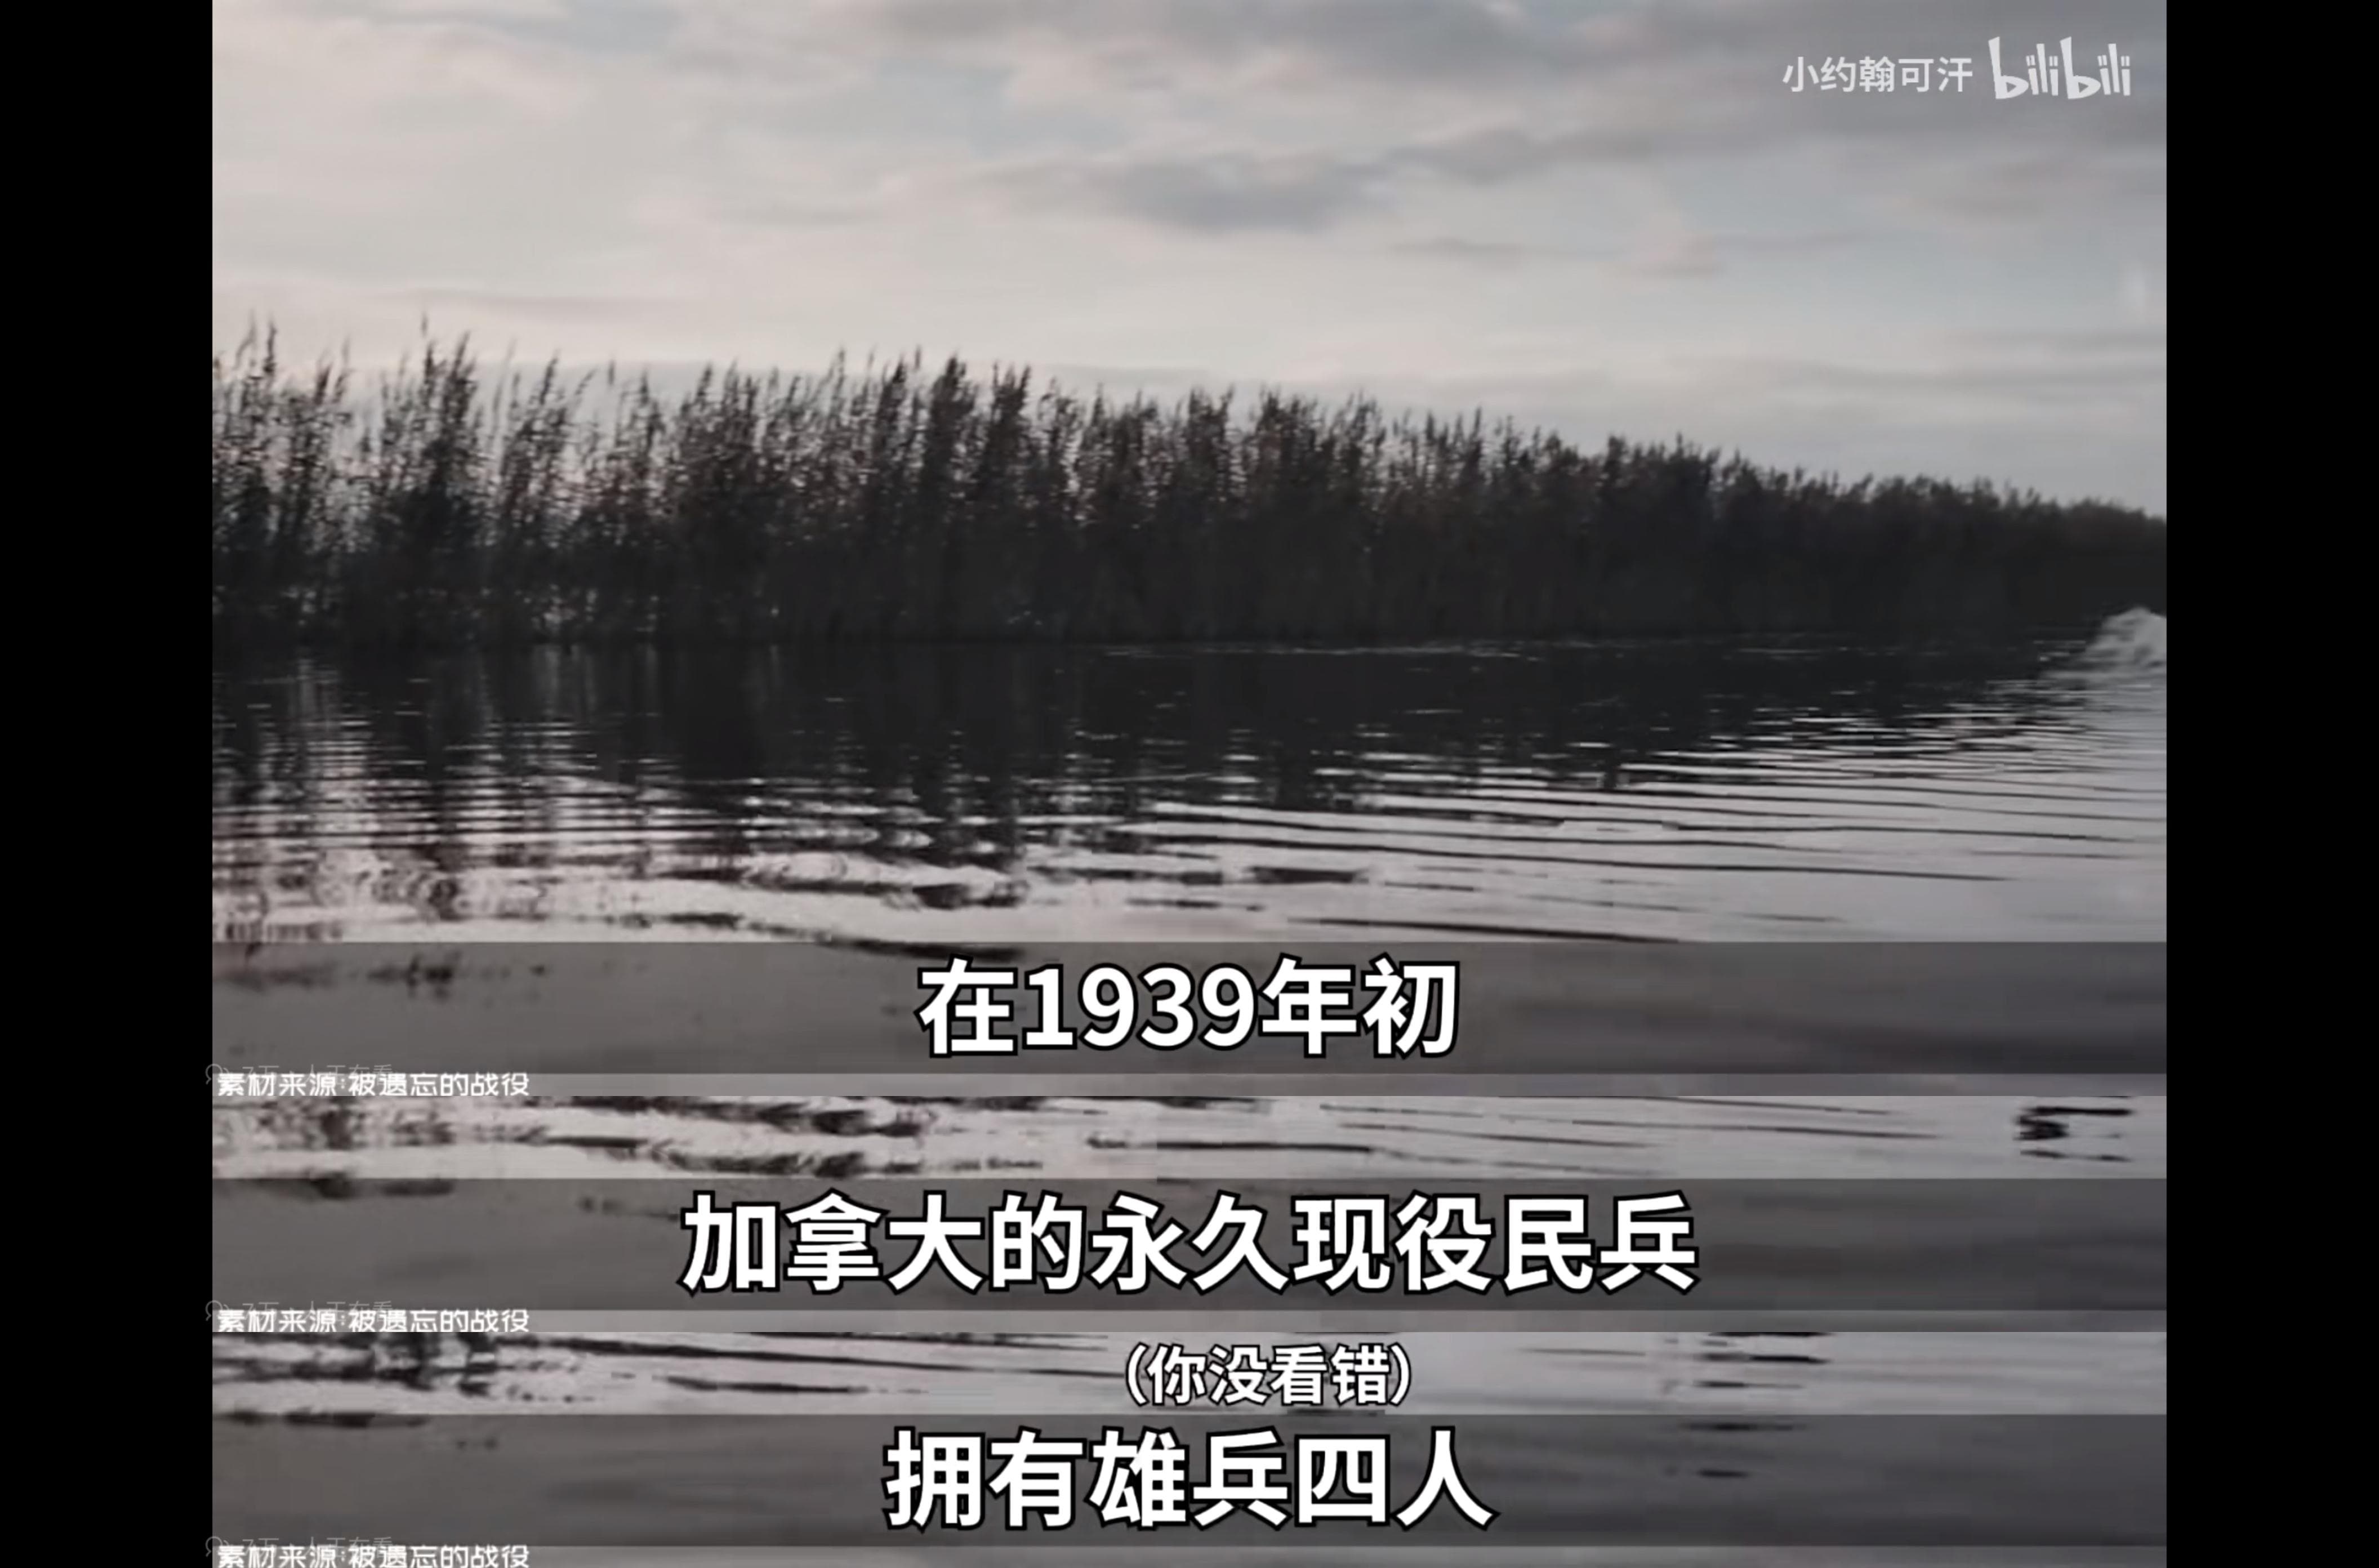 小约翰可汗 bilibili
在1939年初
素材来源:被遗忘的战役
加拿大的永久现役民兵
素材来源:被遗忘的战役
(你没看错)
拥有雄兵四人
素材来源:被遗忘的战役